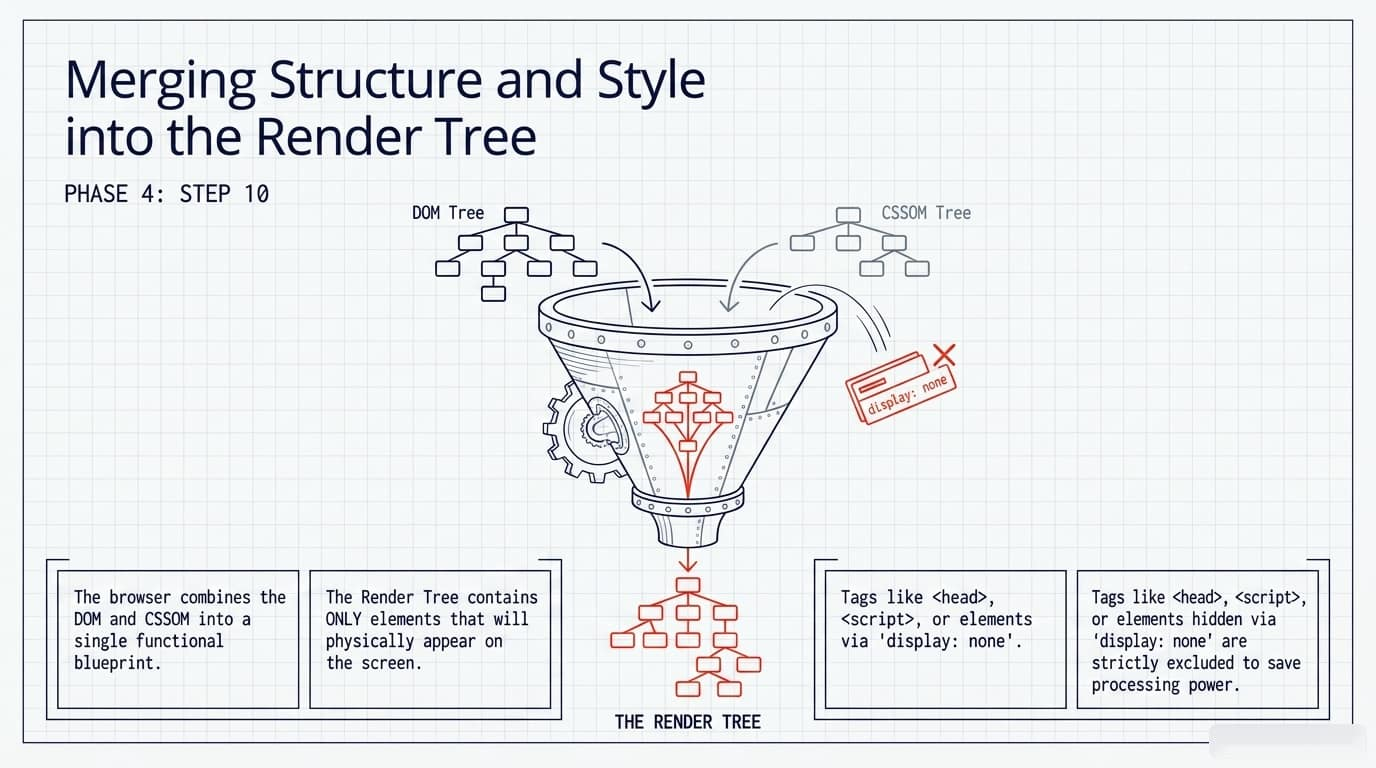 Merging Structure and Style
into the Render Tree
PHASE 4: STEP 10
DOM Tree
CSSOM Tree
display: none
The browser combines the
DOM and CSSOM into a
single functional
blueprint.
The Render Tree contains
ONLY elements that will
physically appear on
the screen.
THE RENDER TREE
Tags like <head>,
<script>, or elements
via 'display: none'.
Tags like <head>, <script>,
or elements hidden via
'display: none' are
strictly excluded to save
processing power.